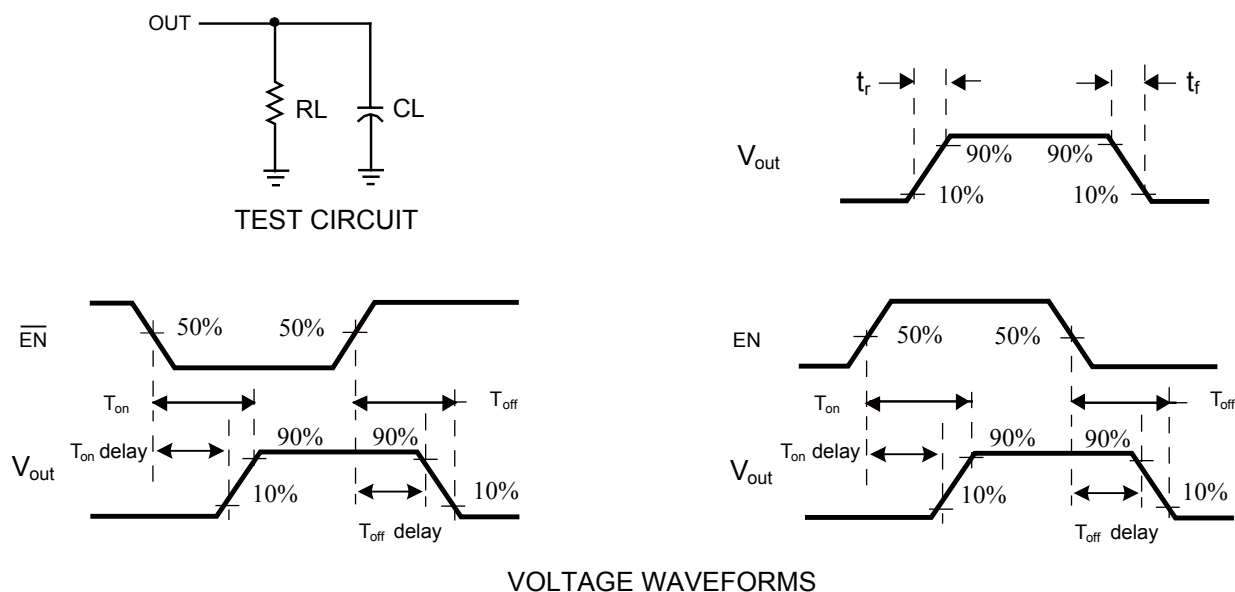 OUT
RL
CL
TEST CIRCUIT
tr
tf
Vout
90%
90%
10%
10%
EN
50%
50%
Ton
Toff
Ton delay
Vout
90%
90%
10%
10%
Toff delay
EN
50%
50%
Ton
Toff
Ton delay
Vout
90%
90%
10%
10%
Toff delay
VOLTAGE WAVEFORMS